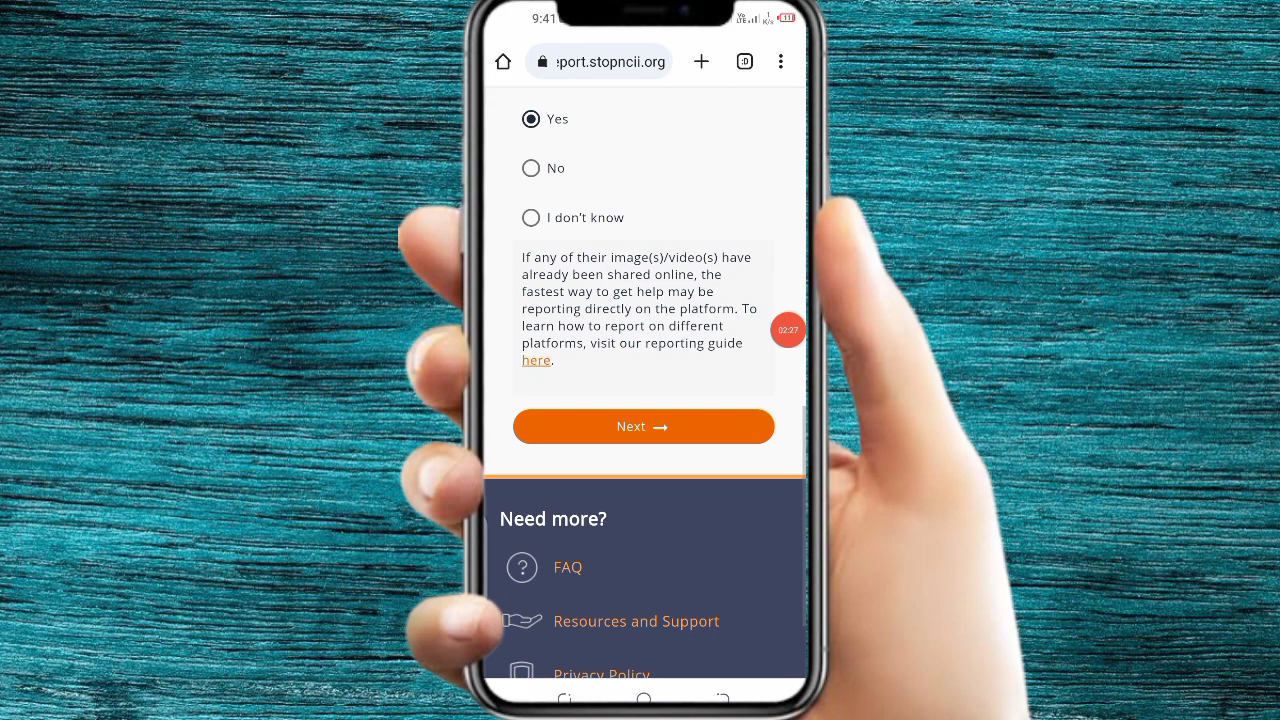 9:41
eport.stopncii.org
Yes
No
I don't know
If any of their image(s)/video(s) have
already been shared online, the
fastest way to get help may be
reporting directly on the platform. To
learn how to report on different
platforms, visit our reporting guide
here.
02:27
Next →
Need more?
FAQ
Resources and Support
Privacy Policy